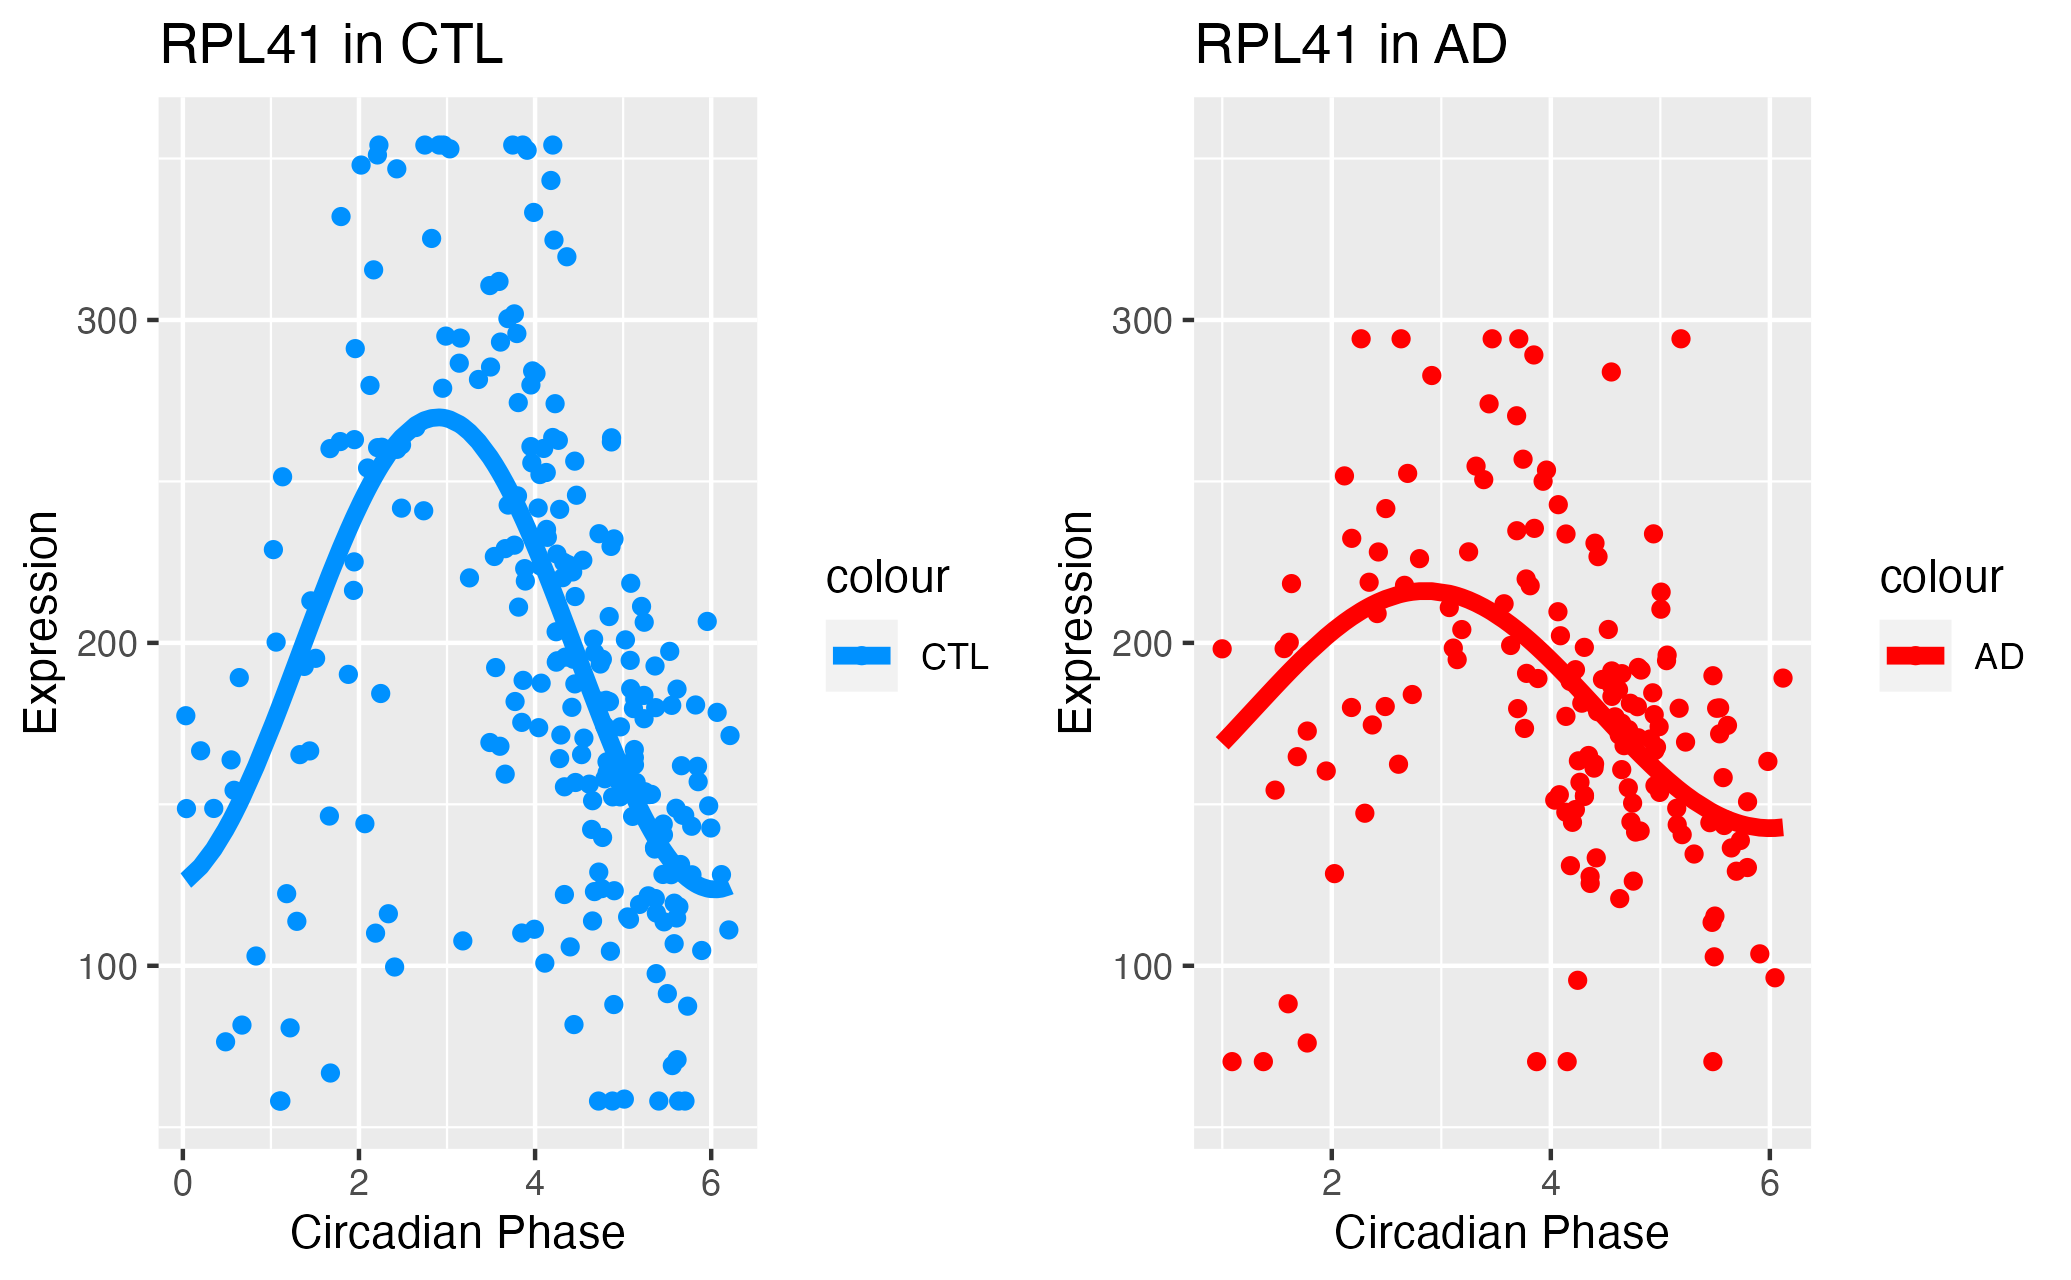 RPL41 in CTL
Expression
300
200
100
0 2 4 6
Circadian Phase
colour
CTL
RPL41 in AD
Expression
300
200
100
2 4 6
Circadian Phase
colour
AD